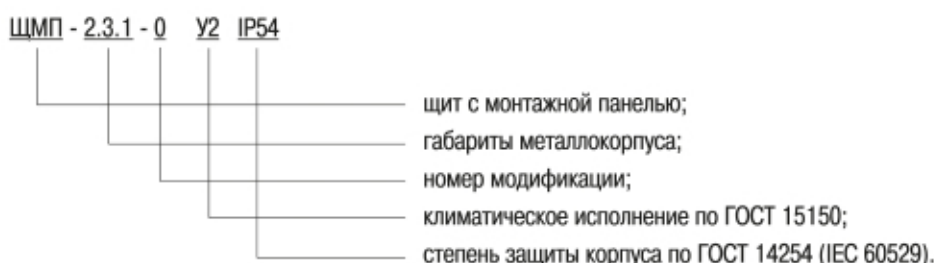 ЩМП - 2.3.1 - 0 У2 IP54
щит с монтажной панелью;
габариты металлокорпуса;
номер модификации;
климатическое исполнение по ГОСТ 15150;
степень защиты корпуса по ГОСТ 14254 (IEC 60529).